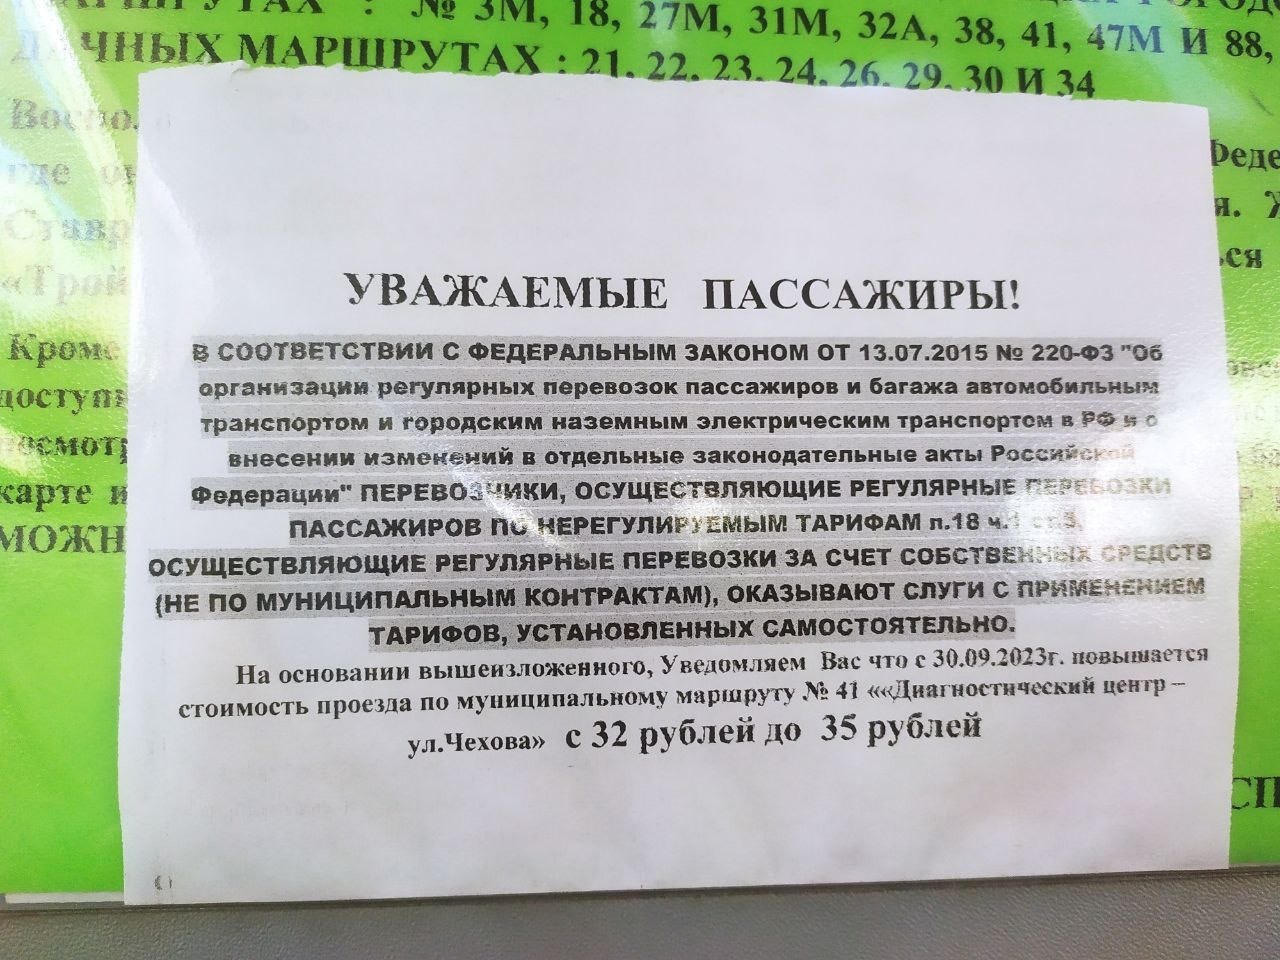 МАРШРУТАХ : № 3М, 18, 27М, 31М, 32А, 38, 41, 47М И 88,
ДАЧНЫХ МАРШРУТАХ : 21, 22, 23, 24, 26, 29, 30 И 34
УВАЖАЕМЫЕ ПАССАЖИРЫ!
В СООТВЕТСТВИИ С ФЕДЕРАЛЬНЫМ ЗАКОНОМ ОТ 13.07.2015 № 220-ФЗ "Об
организации регулярных перевозок пассажиров и багажа автомобильным
транспортом и городским наземным электрическим транспортом в РФ и о
внесении изменений в отдельные законодательные акты Российской
Федерации" ПЕРЕВОЗЧИКИ, ОСУЩЕСТВЛЯЮЩИЕ РЕГУЛЯРНЫЕ ПЕРЕВОЗКИ
ПАССАЖИРОВ ПО НЕРЕГУЛИРУЕМЫМ ТАРИФАМ п.18 ч.1 ст.3,
ОСУЩЕСТВЛЯЮЩИЕ РЕГУЛЯРНЫЕ ПЕРЕВОЗКИ ЗА СЧЕТ СОБСТВЕННЫХ СРЕДСТВ
(НЕ ПО МУНИЦИПАЛЬНЫМ КОНТРАКТАМ), ОКАЗЫВАЮТ СЛУГИ С ПРИМЕНЕНИЕМ
ТАРИФОВ, УСТАНОВЛЕННЫХ САМОСТОЯТЕЛЬНО.
На основании вышеизложенного, Уведомляем Вас что с 30.09.2023г. повышается
стоимость проезда по муниципальному маршруту № 41 ««Диагностический центр –
ул.Чехова» с 32 рублей до 35 рублей